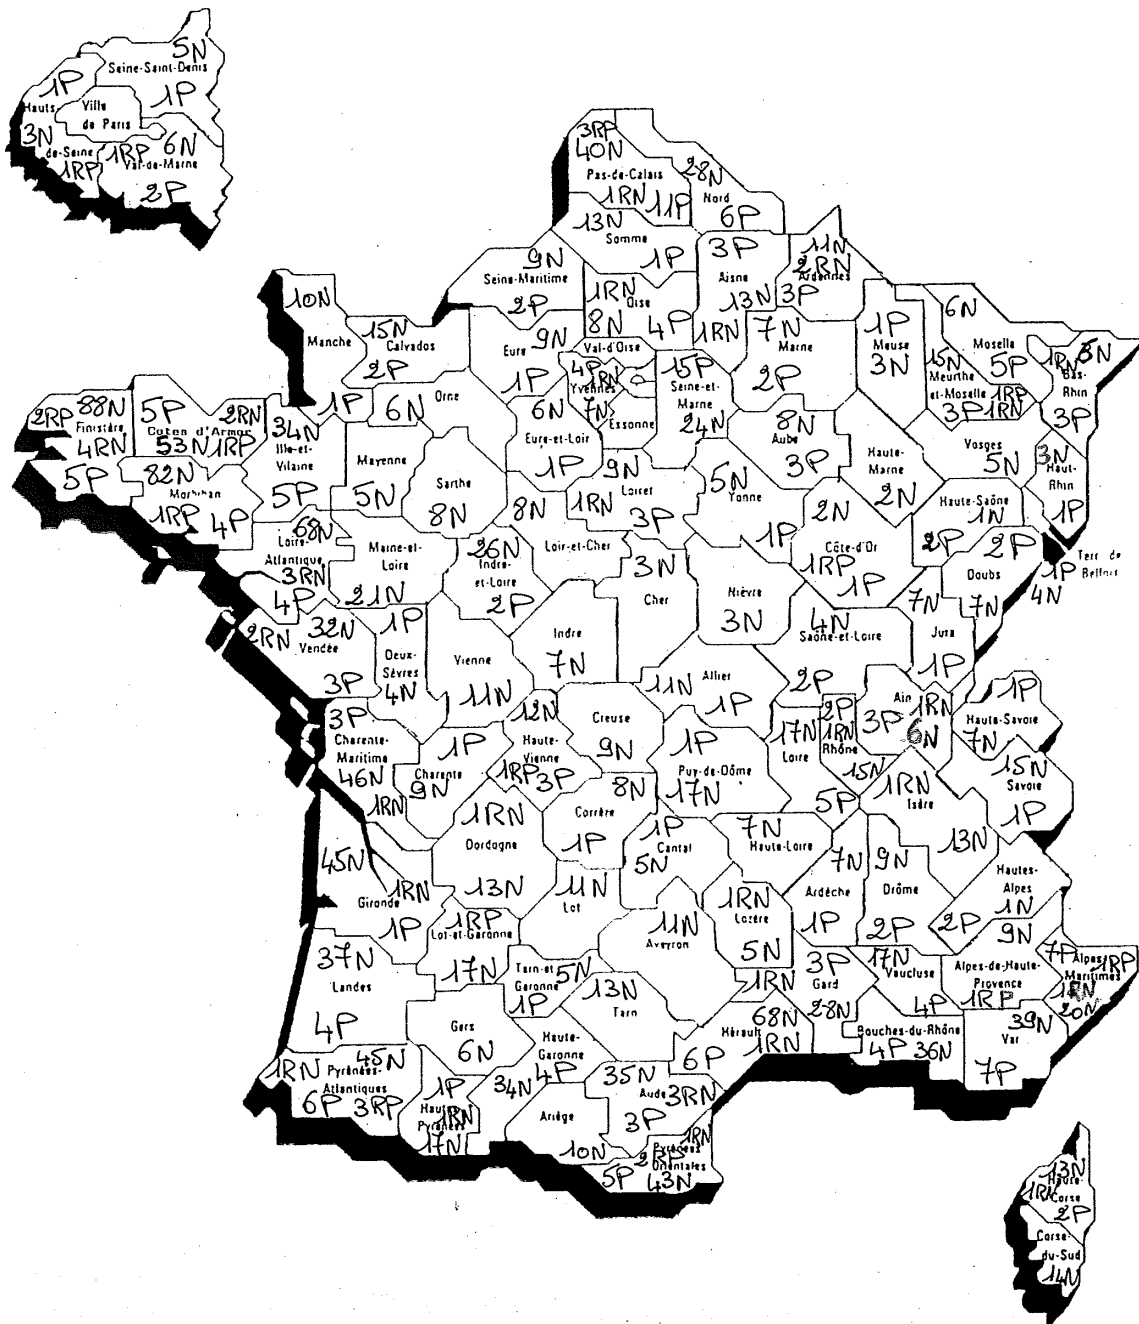 5N
Seine-Saint-Denis
1P
1P
Hauts-
Ville
de Paris
3N
de-Seine
1RP
1RP
6N
Val-de-Marne
2P
3RP
40N
Pas-de-Calais
1RN
11P
28N
Nord
6P
13N
Somme
1P
3P
Aisne
13N
1RN
11N
2RN
Ardennes
3P
9N
Seine-Maritime
2P
1RN
Oise
8N
4P
10N
Manche
1P
15N
Calvados
2P
Eure
9N
1P
Val-d'Oise
4P
1RN
Yvelines
7N
Essonne
15P
Seine-et-
Marne
24N
7N
Marne
2P
1P
Meuse
3N
6N
Moselle
5P
15N
Meurthe
et-Moselle
3P
1RP
1RN
1RN
3N
Bas-
Rhin
3P
2RP
88N
Finistère
4RN
5P
5P
2RN
Cotes d'Armor
53N
1RP
34N
Ille-et-
Vilaine
5P
82N
Morbihan
1RP
4P
Mayenne
5N
6N
Orne
Sarthe
8N
6N
Eure-et-Loir
1P
8N
Loir-et-Cher
9N
1RN
Loiret
3P
5N
Yonne
1P
8N
Aube
3P
Haute-
Marne
2N
Vosges
5N
3N
Haut-
Rhin
1P
Haute-Saône
1N
2P
Terr de
Belfort
1P
4N
2P
Doubs
7N
2N
Côte-d'Or
1RP
1P
68N
Loire-
Atlantique
3RN
4P
Maine-et-
Loire
21N
26N
Indre-
et-Loire
2P
3N
Cher
Nièvre
3N
4N
Saône-et-Loire
2P
7N
Jura
1P
2RN
32N
Vendée
3P
1P
Deux-
Sèvres
4N
Vienne
11N
Indre
7N
11N
Allier
1P
3P
Charente-
Maritime
46N
1RN
1P
Charente
9N
12N
Haute-
Vienne
1RP
3P
Creuse
9N
1P
Puy-de-Dôme
17N
17N
Loire
5P
2P
1RN
Rhône
15N
Ain
1RN
3P
6N
1P
Haute-Savoie
7N
15N
Savoie
1P
1RN
Isère
13N
45N
1RN
Gironde
1P
1RN
Dordogne
13N
8N
Corrèze
1P
1P
Cantal
5N
7N
Haute-Loire
7N
Ardèche
1P
9N
Drôme
2P
Hautes-
Alpes
1N
2P
37N
Landes
4P
1RP
Lot-et-Garonne
17N
11N
Lot
11N
Aveyron
1RN
Lozère
5N
Tarn-et
Garonne
5N
1P
13N
Tarn
1RN
3P
Gard
28N
17N
Vaucluse
4P
9N
Alpes-de-Haute-
Provence
1RP
7P
Alpes
Maritimes
1RP
1RN
20N
Gers
6N
Haute-
Garonne
4P
34N
68N
Hérault
1RN
6P
Bouches-du-Rhône
4P
36N
39N
Var
7P
1RN
45N
Pyrénées-
Atlantiques
6P
3RP
1P
Hautes
1RN
Pyrénées
17N
Ariège
10N
35N
Aude
3RN
3P
1RN
2RP
Pyrénées
Orientales
5P
43N
13N
Haute
1RN
Corse
2P
Corse-
du-Sud
14N